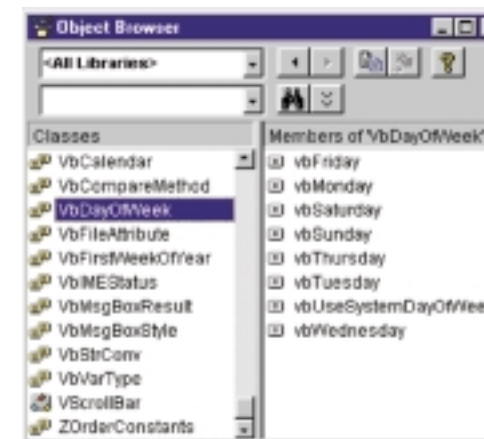 Object Browser
<All Libraries>
Classes
VbCalendar
VbCompareMethod
VbDayOfWeek
VbFileAttribute
VbFirstWeekOfYear
VbIMEStatus
VbMsgBoxResult
VbMsgBoxStyle
VbStrConv
VbVarType
VScrollBar
ZOrderConstants
Members of 'VbDayOfWeek'
vbFriday
vbMonday
vbSaturday
vbSunday
vbThursday
vbTuesday
vbUseSystemDayOfWee
vbWednesday